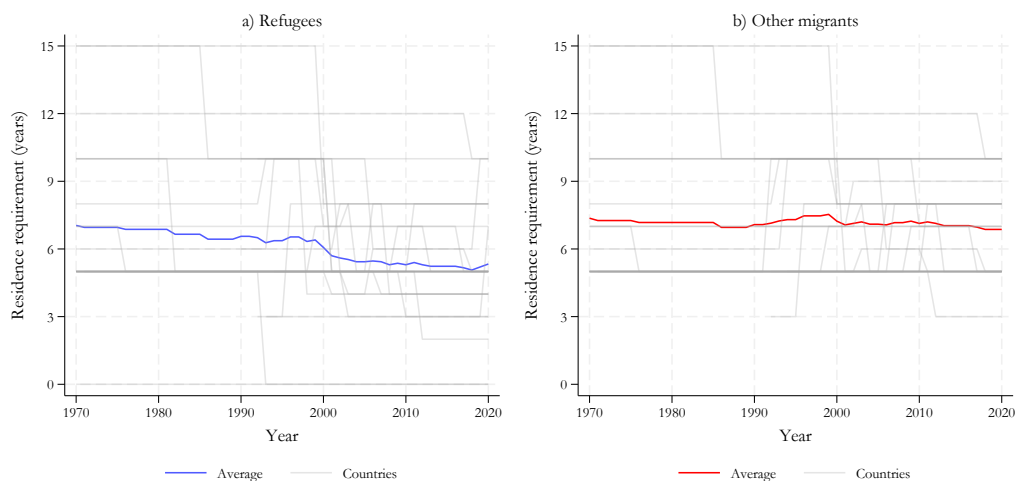 a) Refugees
Residence requirement (years)
15
12
9
6
3
0
1970 1980 1990 2000 2010 2020
Year
Average Countries
b) Other migrants
Residence requirement (years)
15
12
9
6
3
0
1970 1980 1990 2000 2010 2020
Year
Average Countries